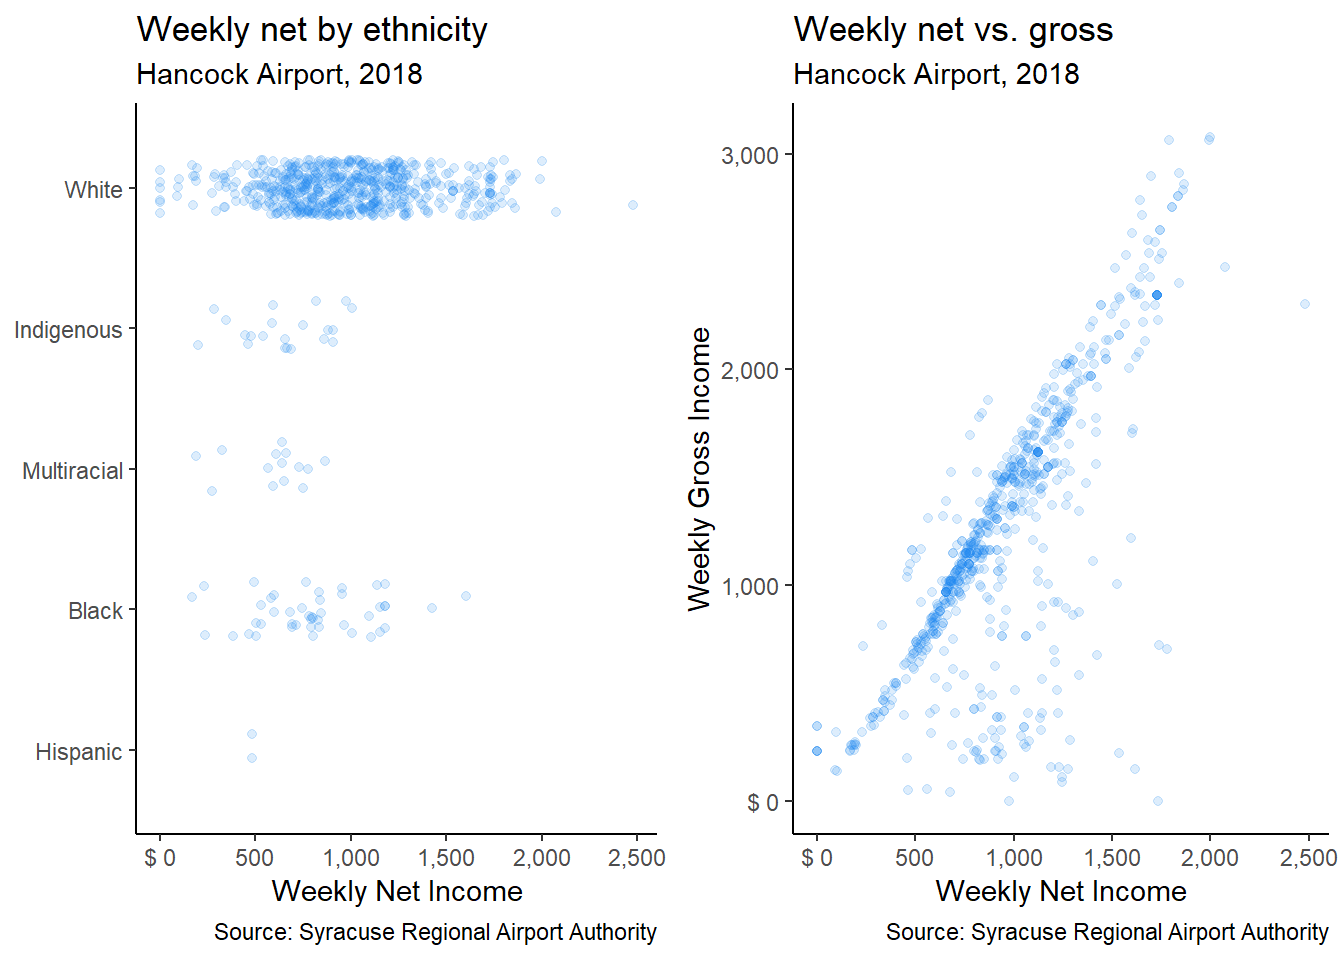 Weekly net by ethnicity
Hancock Airport, 2018
White
Indigenous
Multiracial
Black
Hispanic
$ 0 500 1,000 1,500 2,000 2,500
Weekly Net Income
Source: Syracuse Regional Airport Authority
Weekly net vs. gross
Hancock Airport, 2018
Weekly Gross Income
3,000
2,000
1,000
$ 0
$ 0 500 1,000 1,500 2,000 2,500
Weekly Net Income
Source: Syracuse Regional Airport Authority